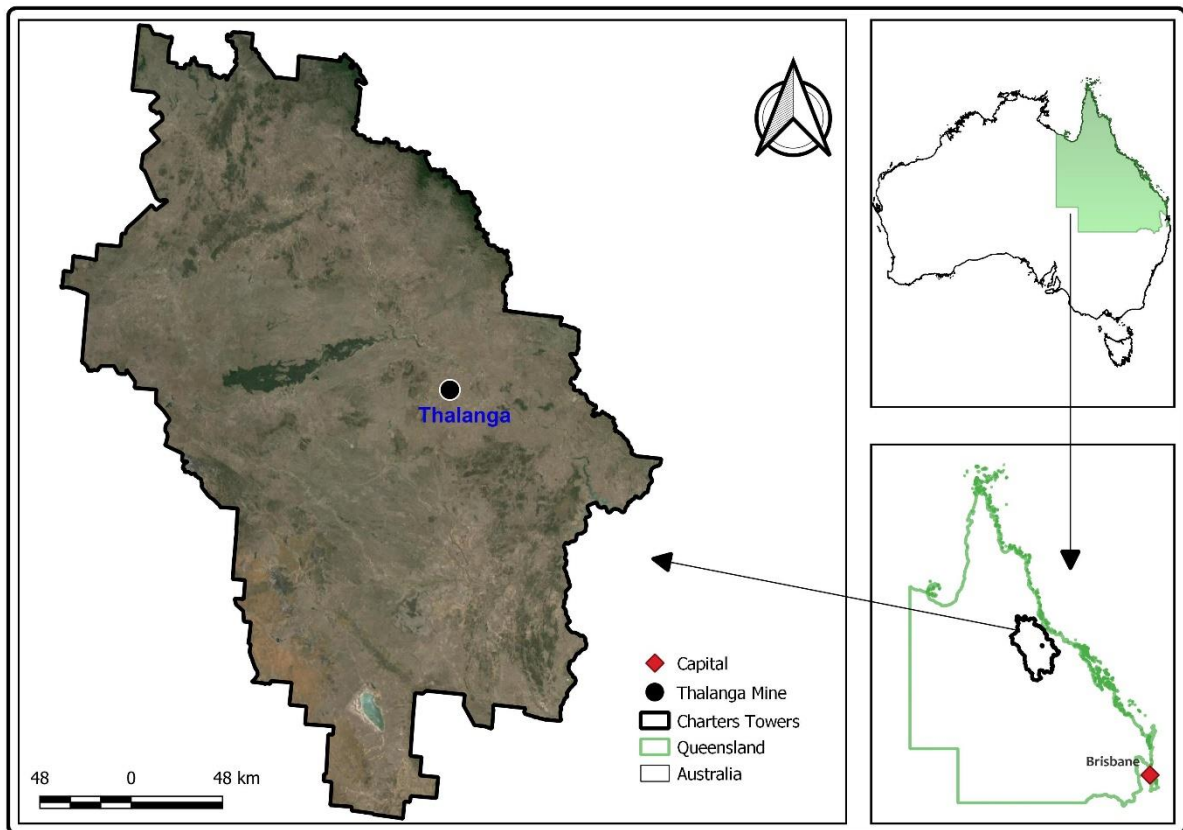 Thalanga
Capital
Thalanga Mine
Charters Towers
Queensland
Australia
48 0 48 km
Brisbane